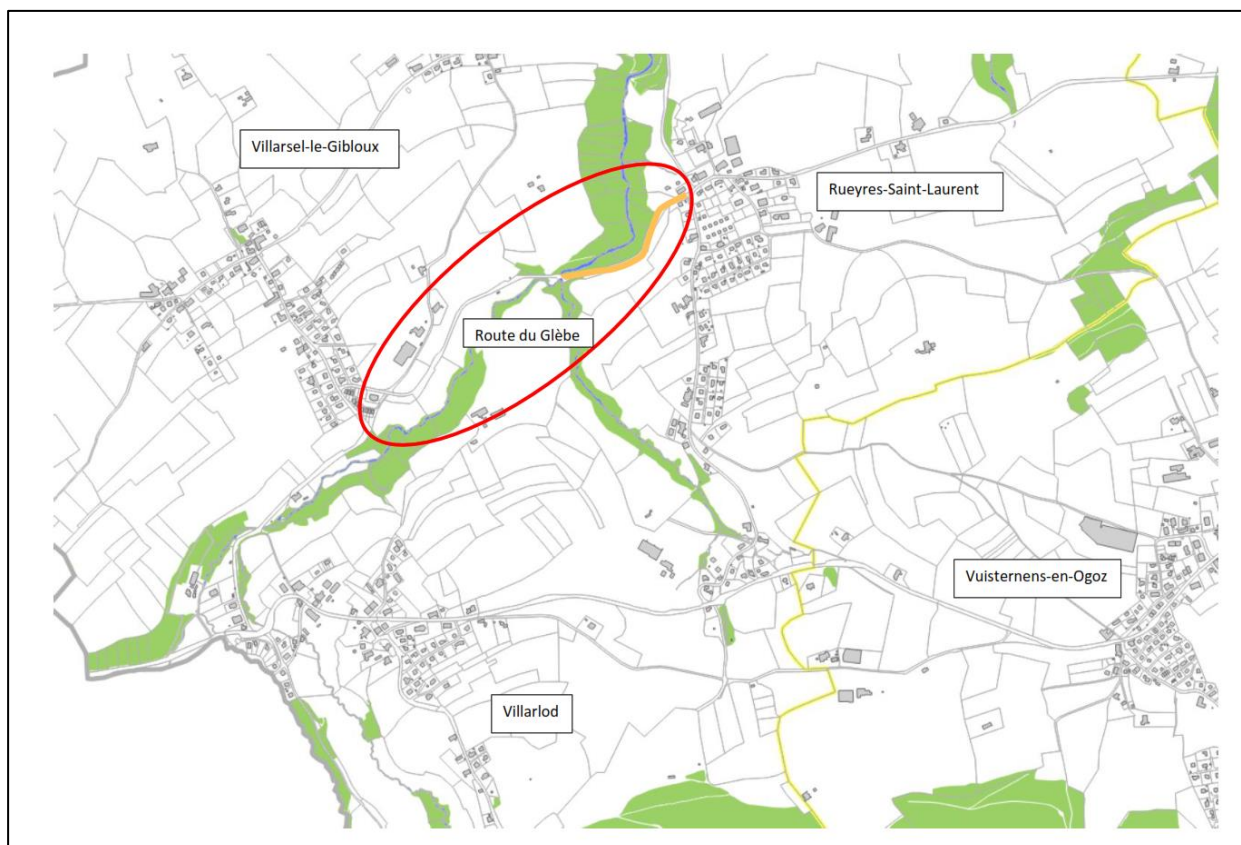 Villarsel-le-Gibloux
Rueyres-Saint-Laurent
Route du Glèbe
Vuisternens-en-Ogoz
Villarlod